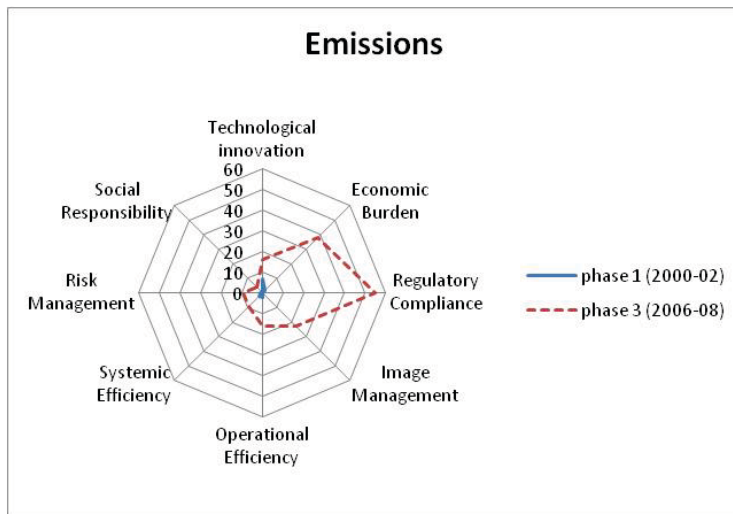 Emissions
Technological
innovation
60
50
40
30
20
10
0
Economic
Burden
Regulatory
Compliance
Image
Management
Operational
Efficiency
Systemic
Efficiency
Risk
Management
Social
Responsibility
phase 1 (2000-02)
phase 3 (2006-08)